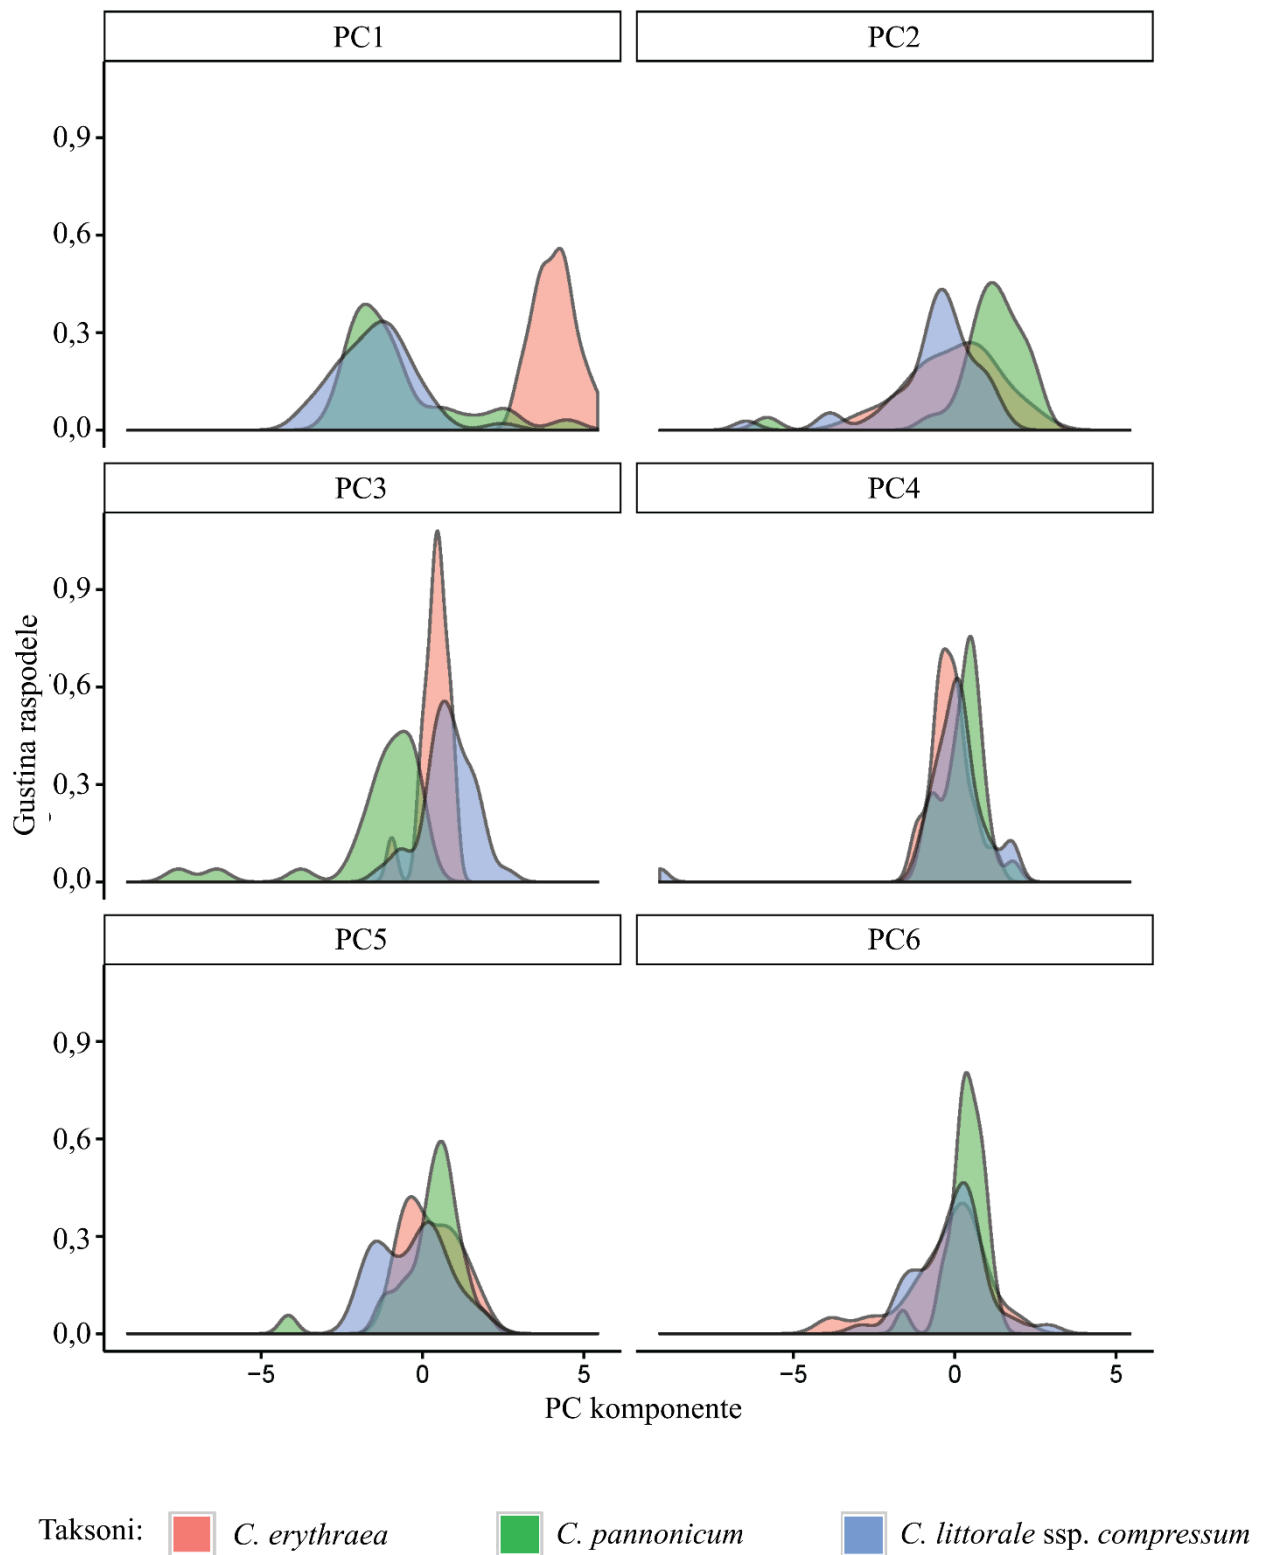 PC1
PC2
0,9
0,6
0,3
0,0
PC3
PC4
0,9
0,6
0,3
0,0
Gustina raspodele
PC5
PC6
0,9
0,6
0,3
0,0
−5 0 5
−5 0 5
PC komponente
Taksoni: C. erythraea C. pannonicum C. littorale ssp. compressum